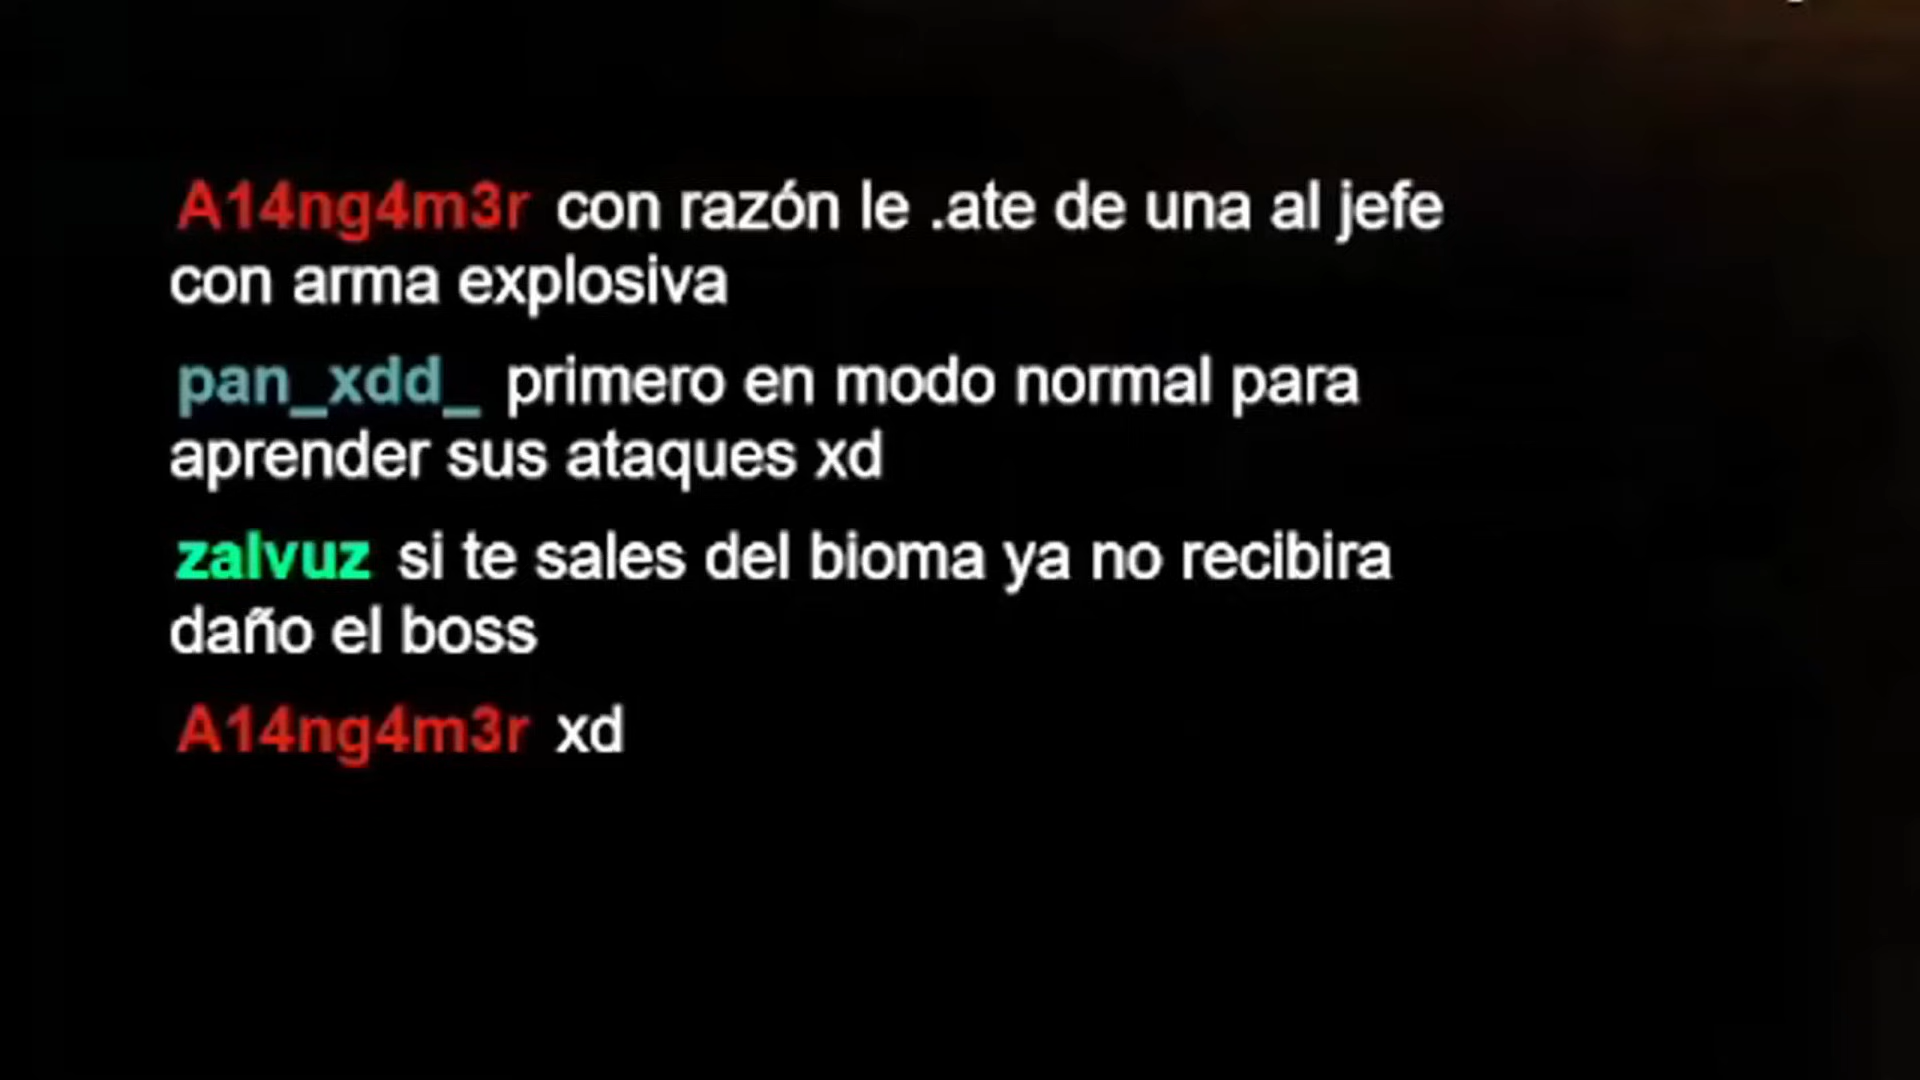 A14ng4m3r con razón le .ate de una al jefe
con arma explosiva
pan_xdd_ primero en modo normal para
aprender sus ataques xd
zalvuz si te sales del bioma ya no recibira
daño el boss
A14ng4m3r xd